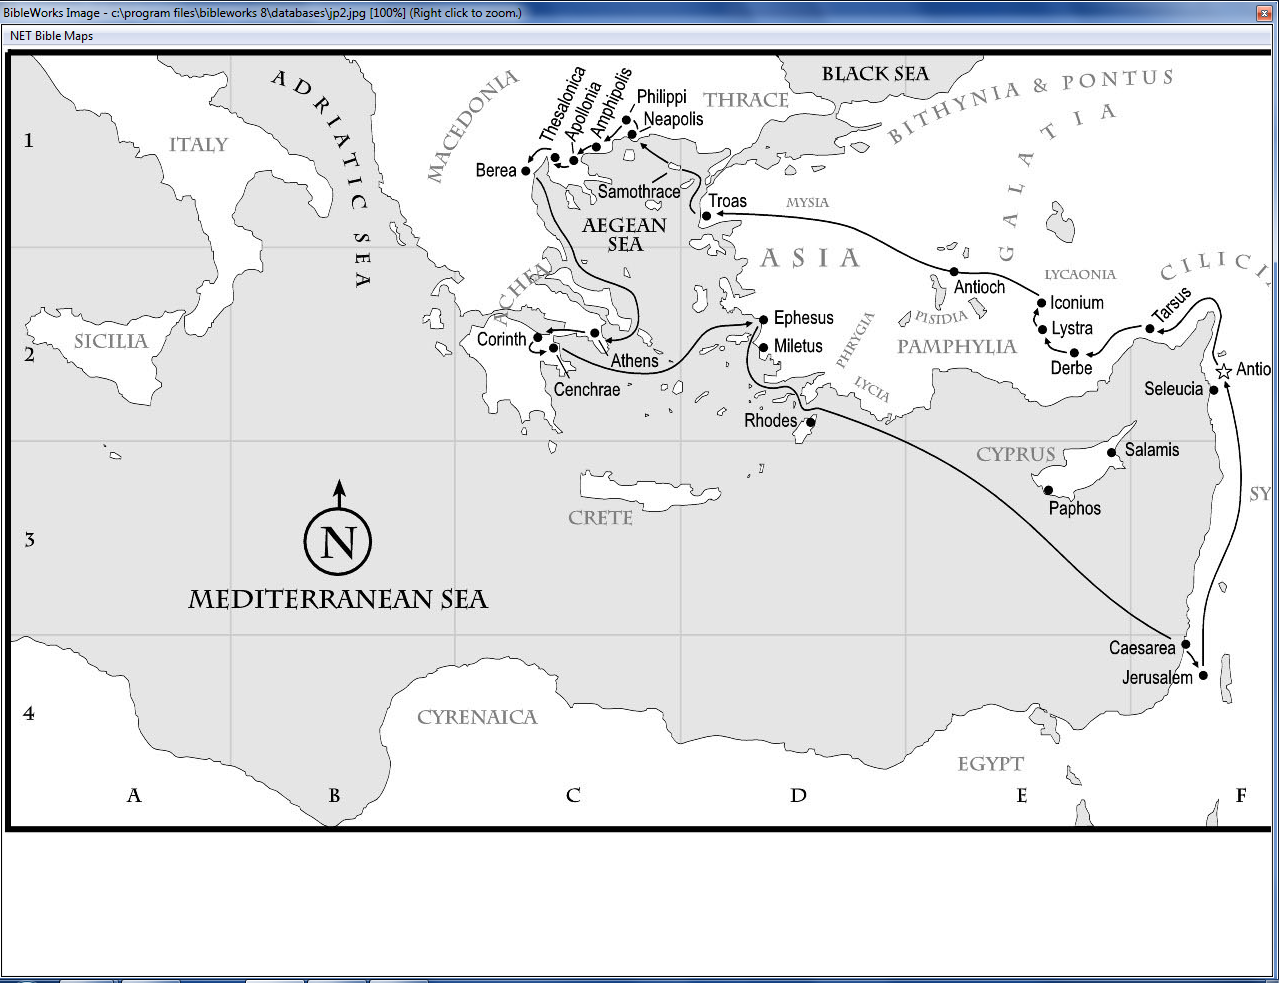 BibleWorks Image - c:\program files\bibleworks 8\databases\jp2.jpg [100%] (Right click to zoom.)
NET Bible Maps
ADRIATIC SEA
ITALY
SICILIA
MACEDONIA
Thesalonica
Apollonia
Amphipolis
Philippi
Neapolis
THRACE
BLACK SEA
BITHYNIA & PONTUS
GALATIA
1
Berea
Samothrace
Troas
MYSIA
AEGEAN
SEA
ASIA
Antioch
LYCAONIA
CILICI
ACHEA
Iconium
Tarsus
PISIDIA
Lystra
2
Corinth
Athens
Cenchrae
Ephesus
Miletus
PHRYGIA
PAMPHYLIA
LYCIA
Derbe
Antio
Seleucia
Rhodes
CYPRUS
Salamis
Paphos
SY
CRETE
3
N
MEDITERRANEAN SEA
Caesarea
Jerusalem
4
CYRENAICA
EGYPT
A
B
C
D
E
F